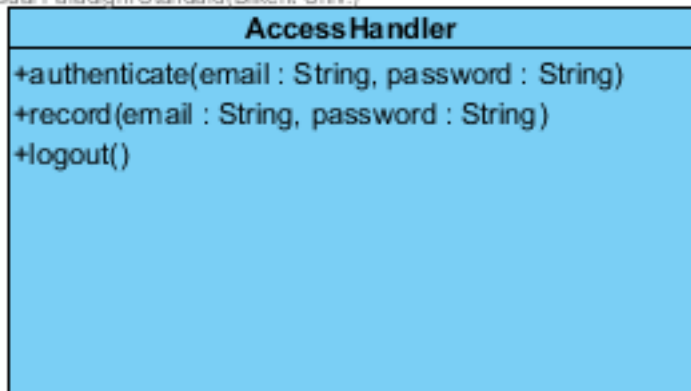 AccessHandler
+authenticate(email : String, password : String)
+record(email : String, password : String)
+logout()